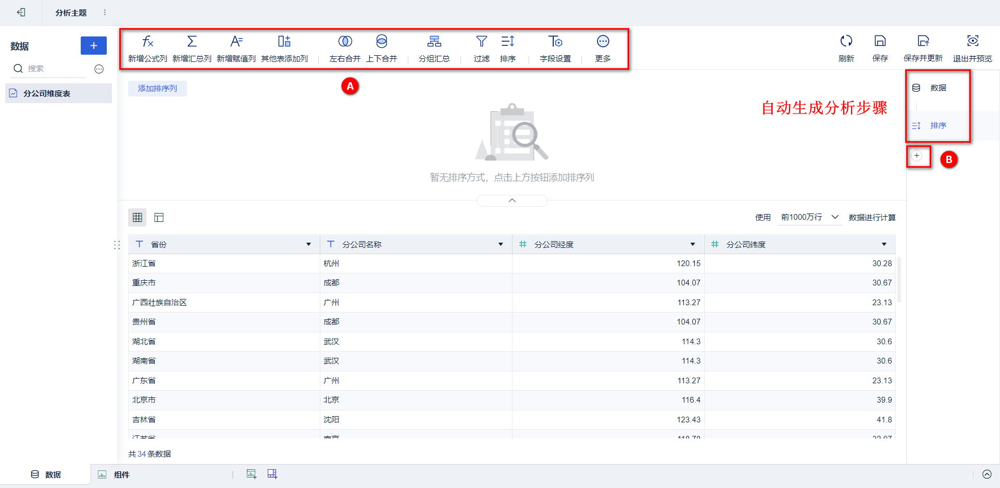 分析主题
数据
+
搜索
分公司维度表
新增公式列 新增汇总列 新增赋值列 其他表添加列 左右合并 上下合并 分组汇总 过滤 排序 字段设置 更多
刷新 保存 保存并更新 退出并预览
A
添加排序列
自动生成分析步骤
数据
排序
B
暂无排序方式，点击上方按钮添加排序列
使用 前1000万行 数据进行计算
省份 分公司名称 分公司经度 分公司纬度
浙江省 杭州 120.15 30.28
重庆市 成都 104.07 30.67
广西壮族自治区 广州 113.27 23.13
贵州省 成都 104.07 30.67
湖北省 武汉 114.3 30.6
湖南省 武汉 114.3 30.6
广东省 广州 113.27 23.13
北京市 北京 116.4 39.9
吉林省 沈阳 123.43 41.8
共 34 条数据
数据 组件